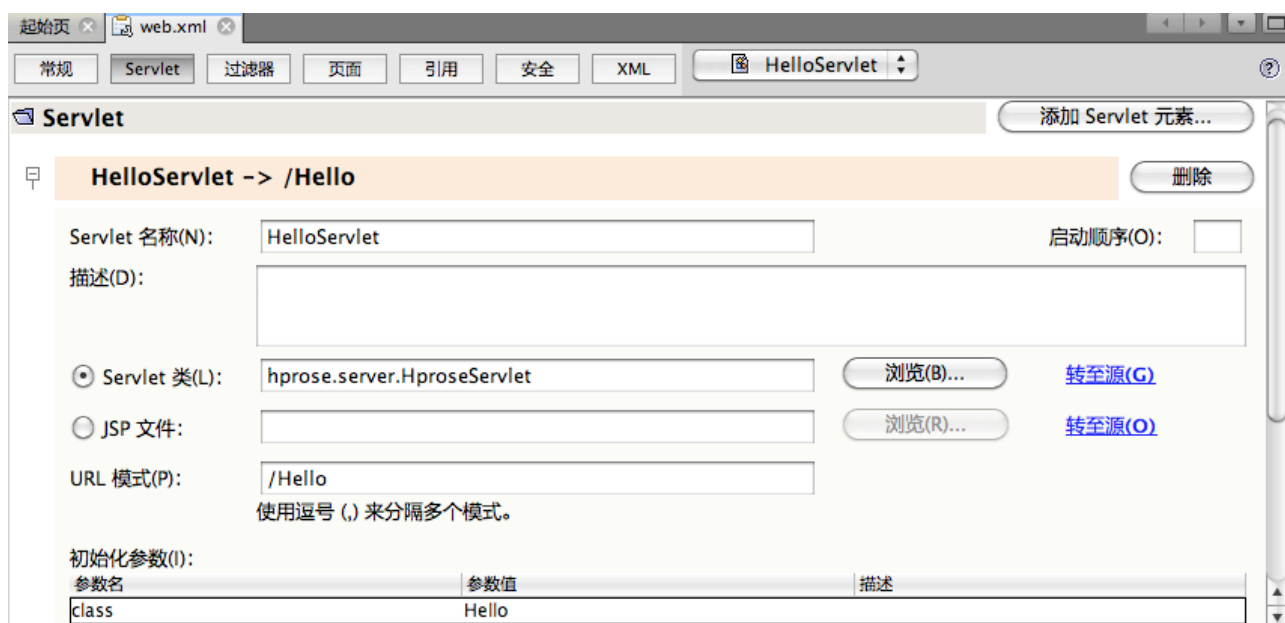 起始页 web.xml
常规 Servlet 过滤器 页面 引用 安全 XML HelloServlet
Servlet 添加 Servlet 元素...
HelloServlet -> /Hello 删除
Servlet 名称(N): HelloServlet 启动顺序(O):
描述(D):
Servlet 类(L): hprose.server.HproseServlet 浏览(B)... 转至源(G)
JSP 文件: 浏览(R)... 转至源(O)
URL 模式(P): /Hello
使用逗号 (,) 来分隔多个模式。
初始化参数(I):
参数名 参数值 描述
class Hello